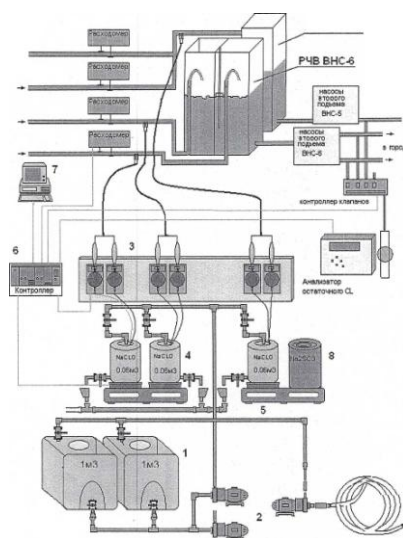 Расходомер
Расходомер
РЧВ ВНС-6
Расходомер
Расходомер
насосы
второго
подъема
ВНС-5
насосы
второго
подъема
ВНС-6
в город
7
контроллер клапанов
6
3
Контроллер
Анализатор
остаточного CL
NaCLO
0.06м3
NaCLO
0.06м3
4
NaCLO
0.06м3
Na2SO3
8
5
1м3
1м3
1
2